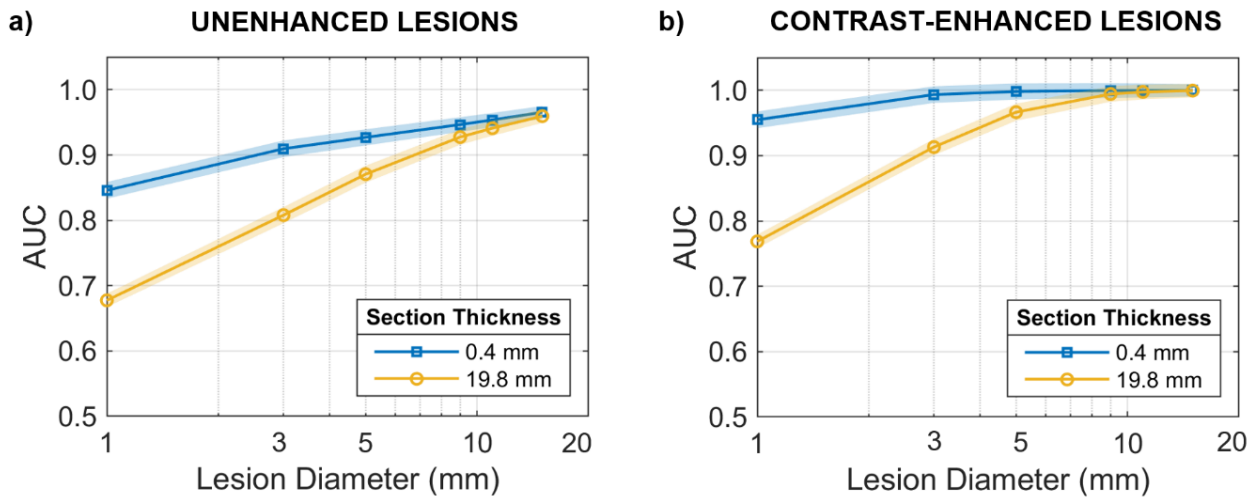 a) UNENHANCED LESIONS
1.0
0.9
0.8
0.7
0.6
0.5
AUC
1 3 5 10 20
Lesion Diameter (mm)
Section Thickness
0.4 mm
19.8 mm
b) CONTRAST-ENHANCED LESIONS
1.0
0.9
0.8
0.7
0.6
0.5
AUC
1 3 5 10 20
Lesion Diameter (mm)
Section Thickness
0.4 mm
19.8 mm